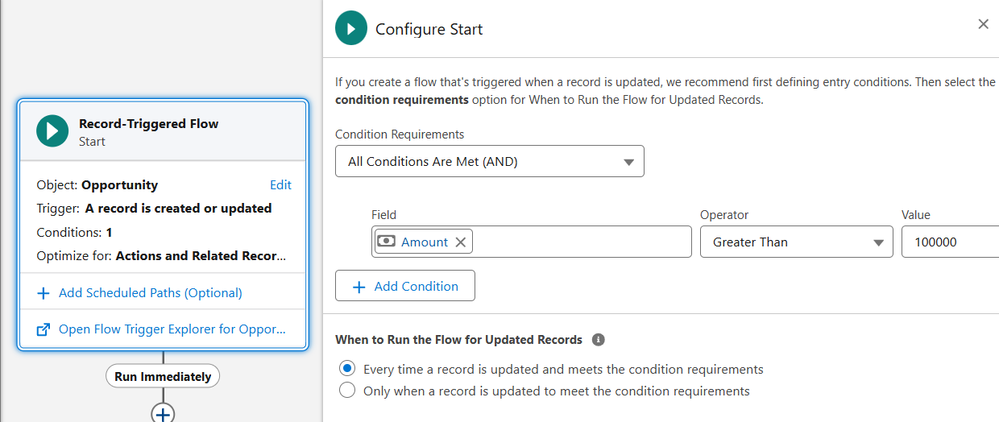 Record-Triggered Flow
Start
Object: Opportunity
Edit
Trigger: A record is created or updated
Conditions: 1
Optimize for: Actions and Related Recor...
Add Scheduled Paths (Optional)
Open Flow Trigger Explorer for Oppor...
Run Immediately
Configure Start
If you create a flow that's triggered when a record is updated, we recommend first defining entry conditions. Then select the
condition requirements option for When to Run the Flow for Updated Records.
Condition Requirements
All Conditions Are Met (AND)
Field
Operator
Value
Amount
Greater Than
100000
Add Condition
When to Run the Flow for Updated Records
Every time a record is updated and meets the condition requirements
Only when a record is updated to meet the condition requirements